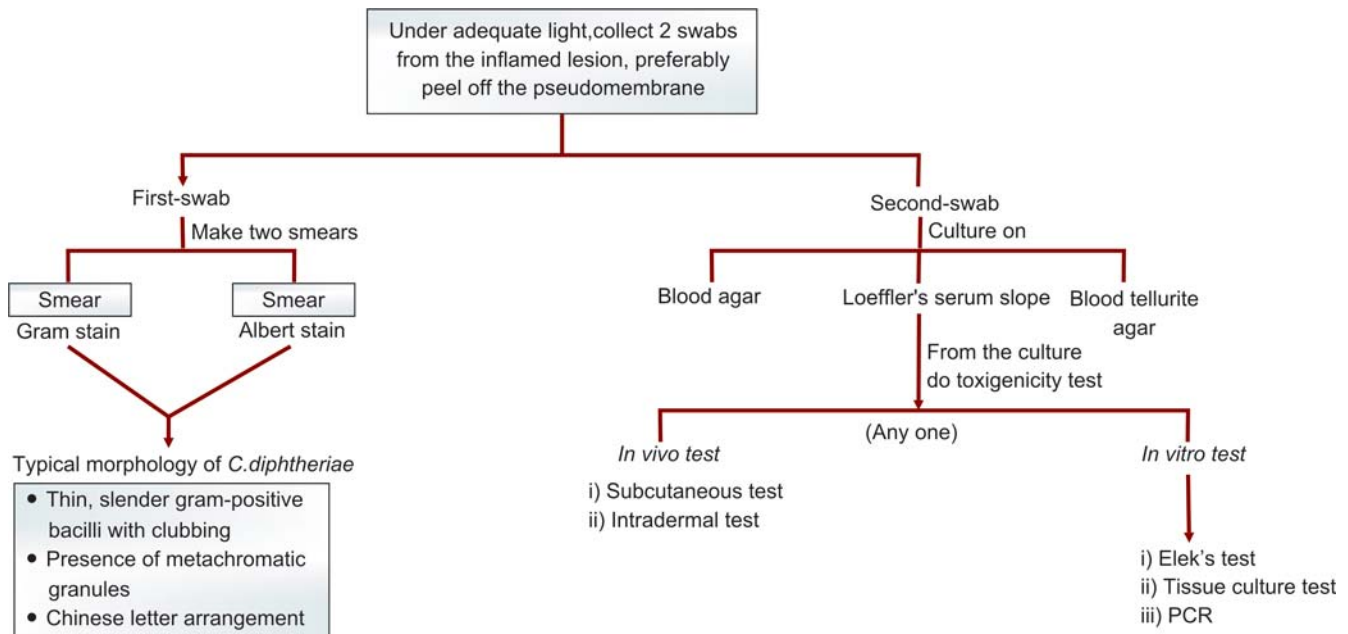 Under adequate light,collect 2 swabs
from the inflamed lesion, preferably
peel off the pseudomembrane
First-swab
Make two smears
Smear
Gram stain
Smear
Albert stain
Typical morphology of C.diphtheriae
• Thin, slender gram-positive
bacilli with clubbing
• Presence of metachromatic
granules
• Chinese letter arrangement
Second-swab
Culture on
Blood agar
Loeffler's serum slope
Blood tellurite
agar
From the culture
do toxigenicity test
(Any one)
In vivo test
i) Subcutaneous test
ii) Intradermal test
In vitro test
i) Elek's test
ii) Tissue culture test
iii) PCR